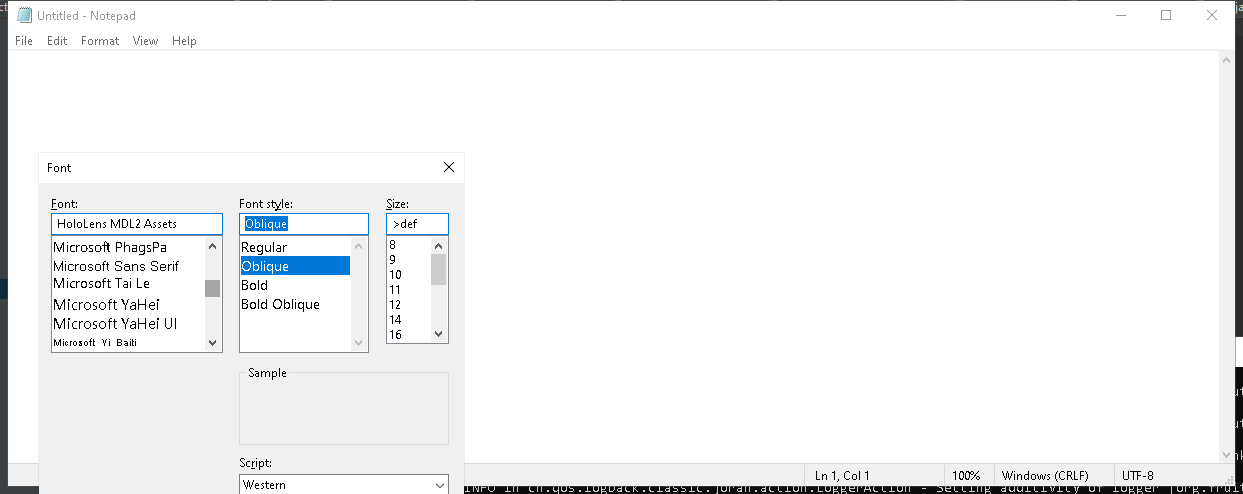 Untitled - Notepad
File Edit Format View Help
Font
Font: Font style: Size:
HoloLens MDL2 Assets Oblique >def
Microsoft PhagsPa Regular 8
Microsoft Sans Serif Oblique 9
Microsoft Tai Le Bold 10
Microsoft YaHei Bold Oblique 11
Microsoft YaHei UI 12
Microsoft Yi Baiti 14
16
Sample
Script:
Western
Ln 1, Col 1 100% Windows (CRLF) UTF-8
INFO in ch.qos.logback.classic.joran.action.LoggerAction - Setting additivity of logger